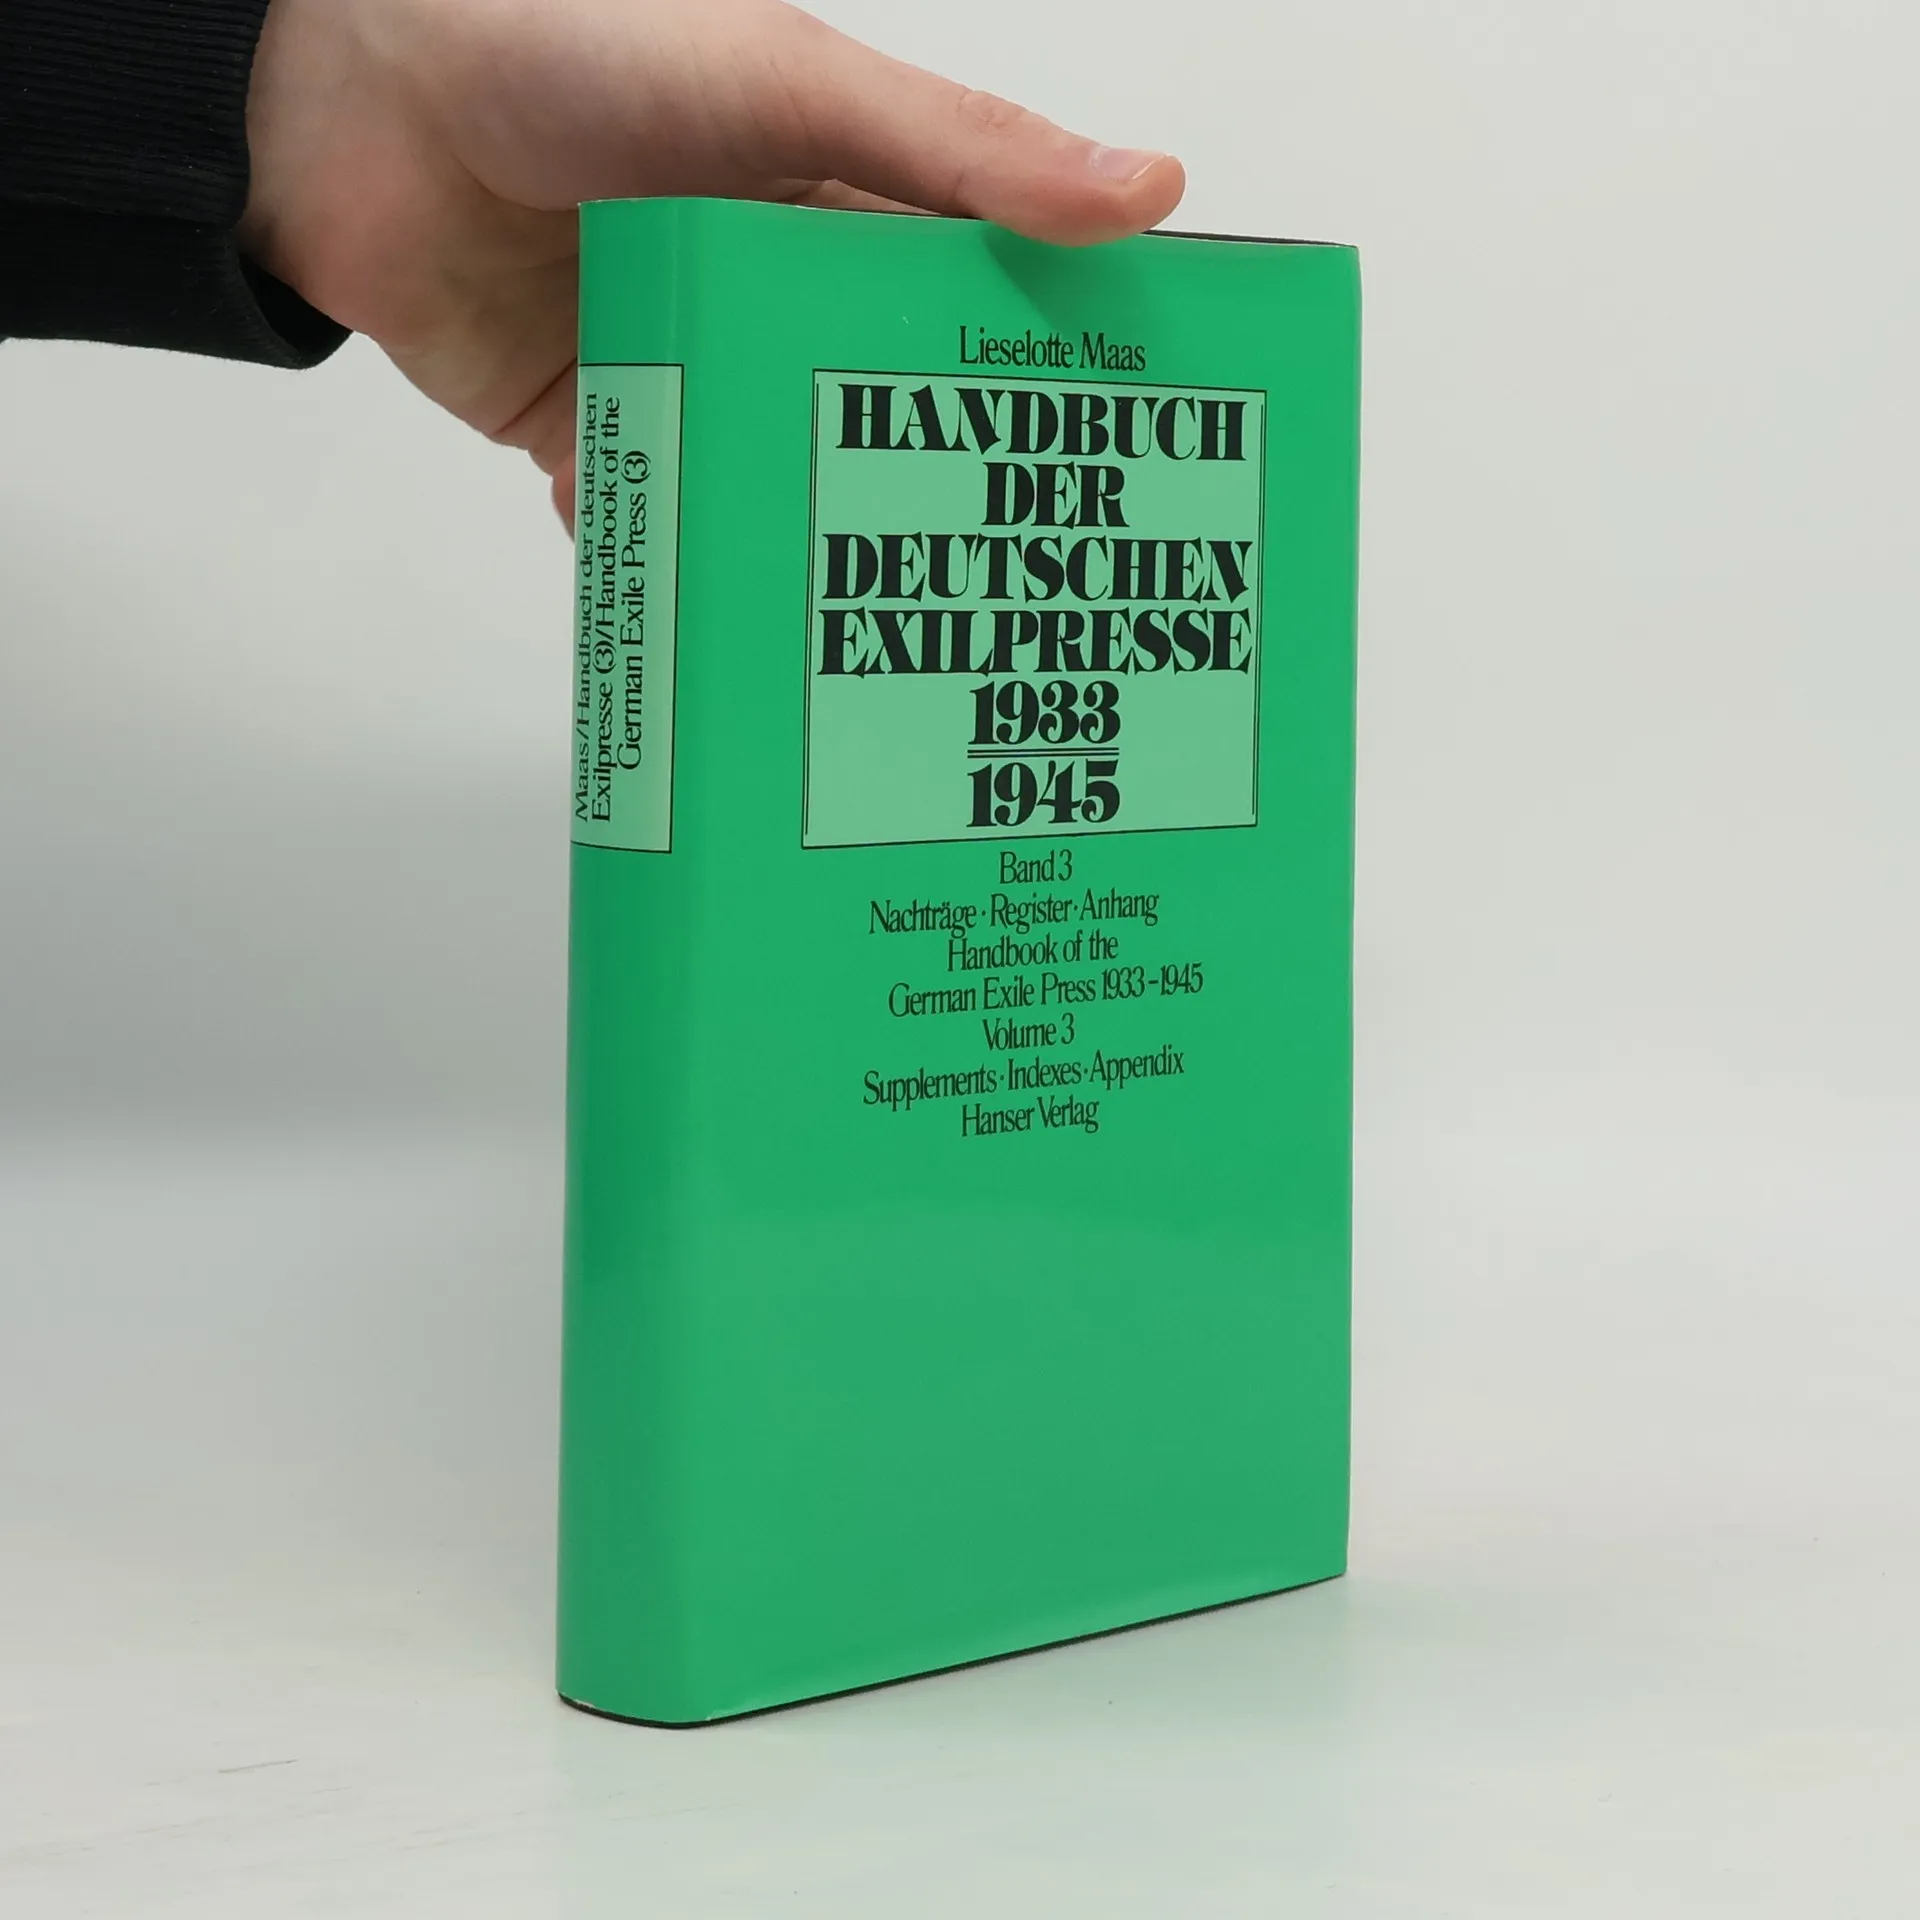 Maas/Handbuch der deutschen
Exilpresse (3)/Handbook of the
German Exile Press (3)
Lieselotte Maas
HANDBUCH
DER
DEUTSCHEN
EXILPRESSE
1933
1945
Band 3
Nachträge·Register·Anhang
Handbook of the
German Exile Press 1933-1945
Volume 3
Supplements·Indexes·Appendix
Hanser Verlag